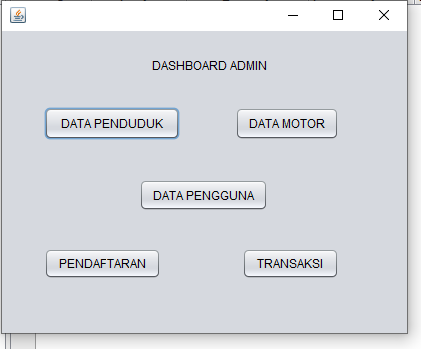 DASHBOARD ADMIN
DATA PENDUDUK
DATA MOTOR
DATA PENGGUNA
PENDAFTARAN
TRANSAKSI